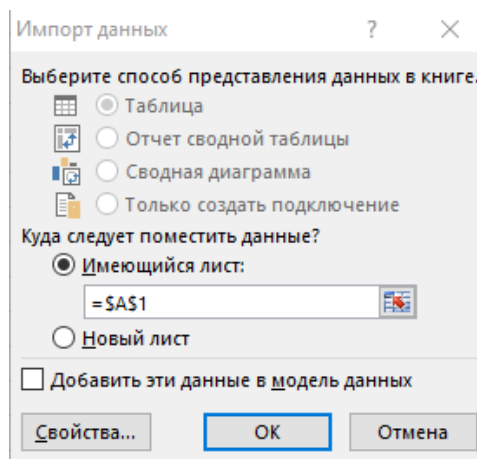 Импорт данных ? ×
Выберите способ представления данных в книге.
Таблица
Отчет сводной таблицы
Сводная диаграмма
Только создать подключение
Куда следует поместить данные?
Имеющийся лист:
=$A$1
Новый лист
Добавить эти данные в модель данных
Свойства... ОК Отмена